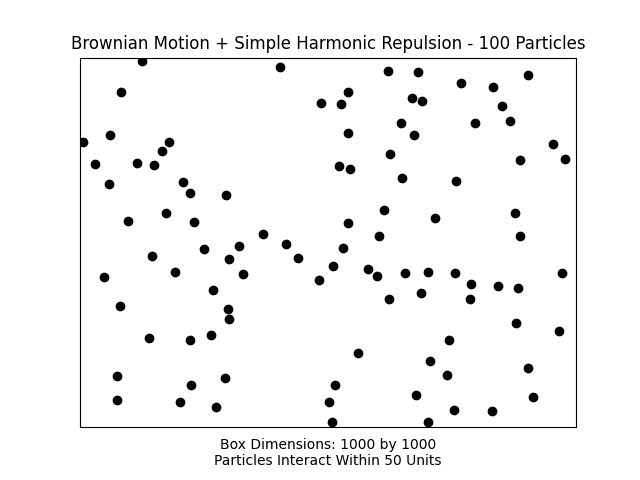 Brownian Motion + Simple Harmonic Repulsion - 100 Particles
Box Dimensions: 1000 by 1000
Particles Interact Within 50 Units